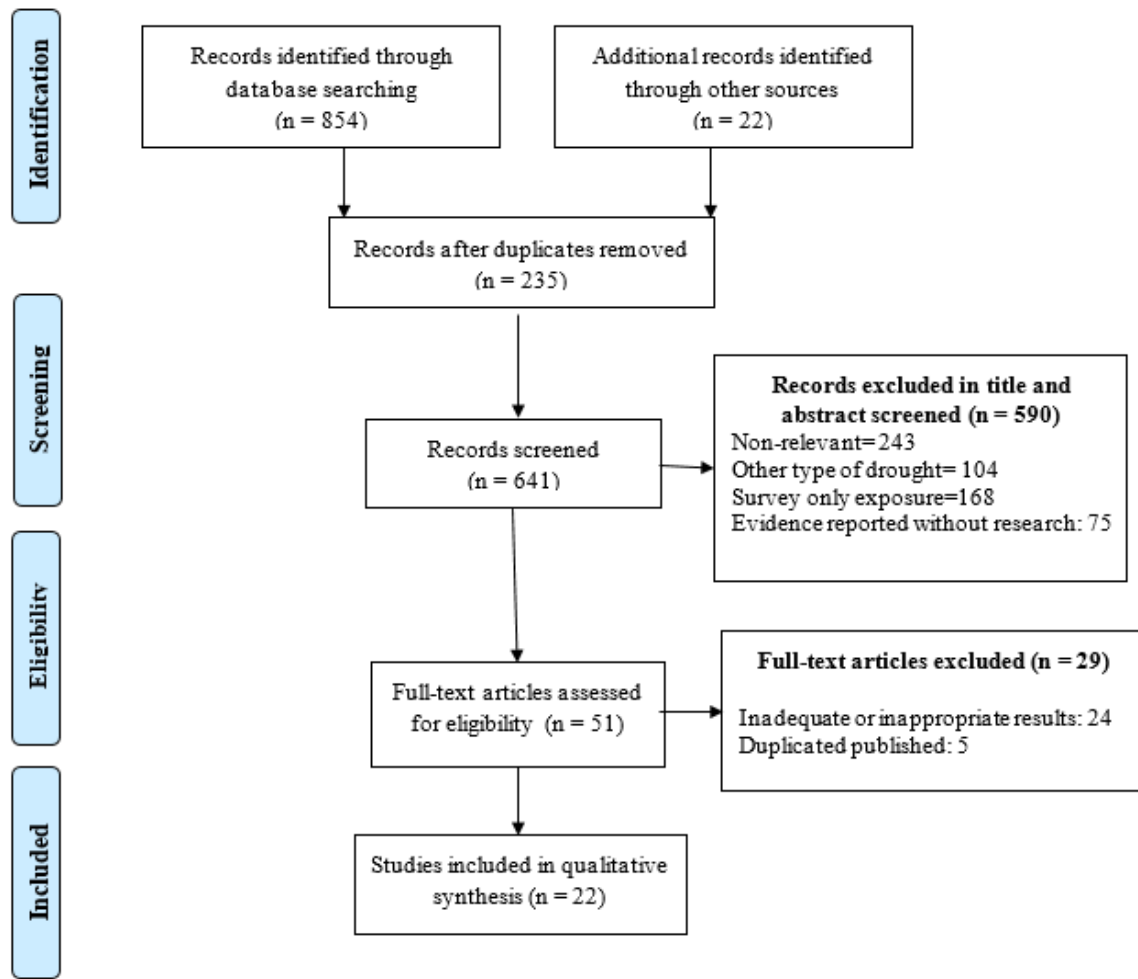 Identification
Records identified through
database searching
(n = 854)
Additional records identified
through other sources
(n = 22)
Records after duplicates removed
(n = 235)
Screening
Records screened
(n = 641)
Records excluded in title and
abstract screened (n = 590)
Non-relevant= 243
Other type of drought= 104
Survey only exposure=168
Evidence reported without research: 75
Eligibility
Full-text articles assessed
for eligibility (n = 51)
Full-text articles excluded (n = 29)
Inadequate or inappropriate results: 24
Duplicated published: 5
Included
Studies included in qualitative
synthesis (n = 22)